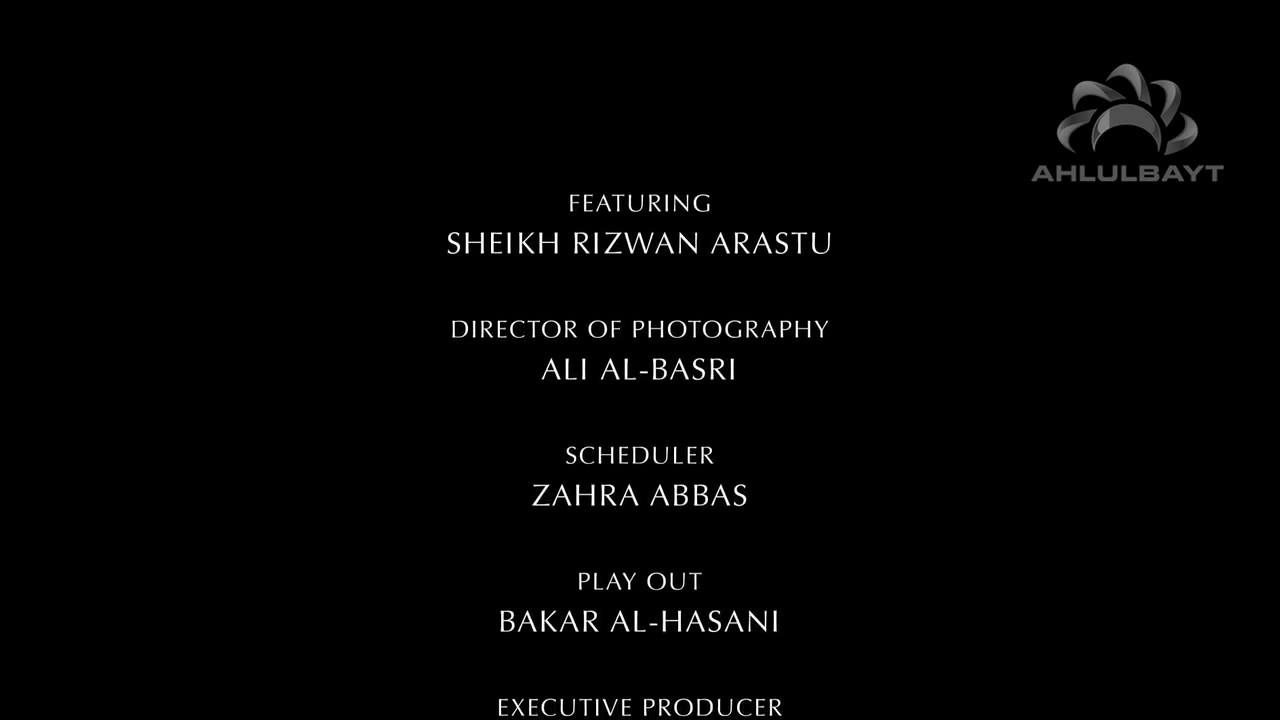 AHLULBAYT
FEATURING
SHEIKH RIZWAN ARASTU
DIRECTOR OF PHOTOGRAPHY
ALI AL-BASRI
SCHEDULER
ZAHRA ABBAS
PLAY OUT
BAKAR AL-HASANI
EXECUTIVE PRODUCER